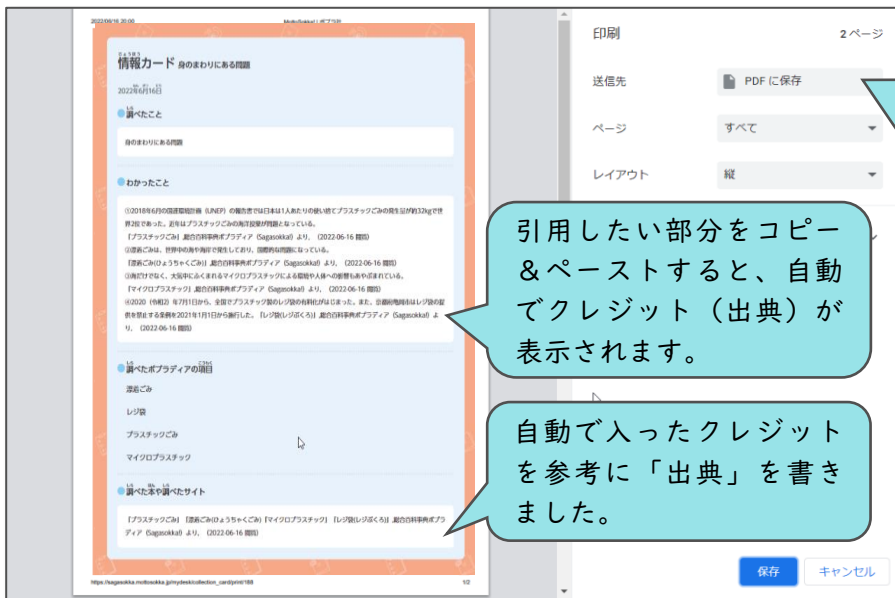 2022/06/16 20:00
印刷
2 ページ
じょうほう
情報カード 身のまわりにある問題
2022年6月16日
送信先
PDF に保存
調べたこと
身のまわりにある問題
ページ
すべて
レイアウト
縦
わかったこと
①2018年6月の国連環境計画（UNEP）の報告書では日本は1人あたりの使い捨てプラスチックごみの発生量が約32kgで世
界2位であった。近年はプラスチックごみの海洋投棄が問題となっている。
「プラスチックごみ」,総合百科事典ポプラディア（Sagasokka!）より,（2022-06-16 閲覧）
②漂着ごみは、世界中の海や海岸で発生しており、国際的な問題になっている。
「漂着ごみ(ひょうちゃくごみ)」,総合百科事典ポプラディア（Sagasokka!）より,（2022-06-16 閲覧）
③海だけでなく、大気中にふくまれるマイクロプラスチックによる環境や人体への影響もあやぶまれている。
「マイクロプラスチック」,総合百科事典ポプラディア（Sagasokka!）より,（2022-06-16 閲覧）
④2020（令和2）年7月1日から、全国でプラスチック製のレジ袋の有料化がはじまった。また、京都府亀岡市はレジ袋の提
供を禁止する条例を2021年1月1日から施行した。「レジ袋(レジぶくろ)」,総合百科事典ポプラディア（Sagasokka!）よ
り,（2022-06-16 閲覧）
引用したい部分をコピー
＆ペーストすると、自動
でクレジット（出典）が
表示されます。
調べたポプラディアの項目
漂着ごみ
レジ袋
プラスチックごみ
マイクロプラスチック
自動で入ったクレジット
を参考に「出典」を書き
ました。
調べた本や調べたサイト
「プラスチックごみ」「漂着ごみ(ひょうちゃくごみ)「マイクロプラスチック」「レジ袋(レジぶくろ)」,総合百科事典ポプラ
ディア（Sagasokka!）より,（2022-06-16 閲覧）
https://sagasokka.mottosokka.jp/mydesk/collection_card/print/188
1/2
保存
キャンセル